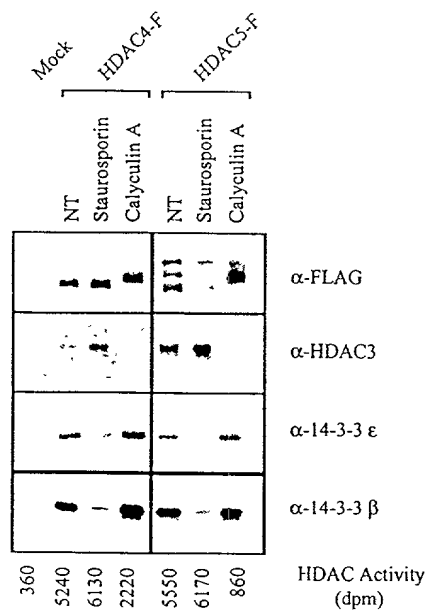 Mock
HDAC4-F
HDAC5-F
NT
Staurosporin
Calyculin A
NT
Staurosporin
Calyculin A
α-FLAG
α-HDAC3
α-14-3-3 ε
α-14-3-3 β
360
5240
6130
2220
5550
6170
860
HDAC Activity
(dpm)